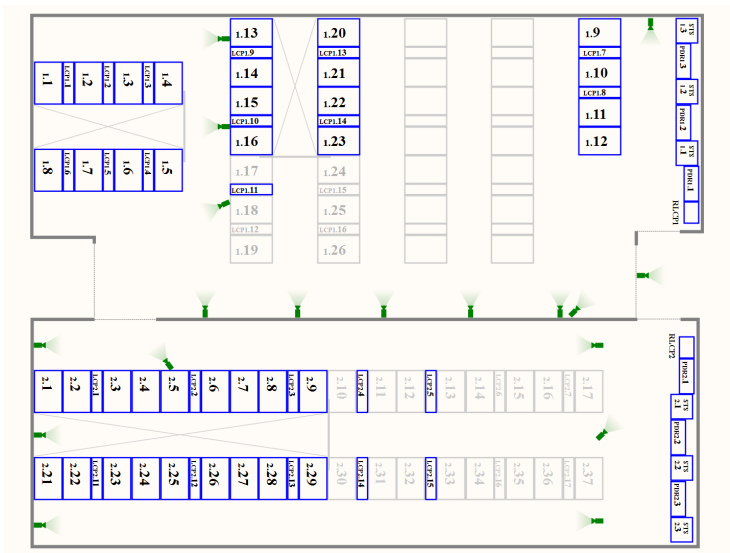 1.13
LCP1.9
1.14
1.15
LCP1.10
1.16
1.17
LCP1.11
1.18
LCP1.12
1.19
1.20
LCP1.13
1.21
1.22
LCP1.14
1.23
1.24
LCP1.15
1.25
LCP1.16
1.26
1.9
LCP1.7
1.10
LCP1.8
1.11
1.12
STS 1.3
PDR1.3
STS 1.2
PDR1.2
STS 1.1
PDR1.1
RLCP1
1.1 LCP1.1 1.2 LCP1.2 1.3 LCP1.3 1.4
1.8 LCP1.6 1.7 LCP1.5 1.6 LCP1.4 1.5
RLCP2
PDR2.1
STS 2.1
PDR2.2
STS 2.2
PDR2.3
STS 2.3
2.1 2.2 LCP2.1 2.3 2.4 2.5 LCP2.2 2.6 2.7 2.8 LCP2.3 2.9 2.10 LCP2.4 2.11 2.12 LCP2.5 2.13 2.14 LCP2.6 2.15 2.16 LCP2.7 2.17
2.21 2.22 LCP2.11 2.23 2.24 2.25 LCP2.12 2.26 2.27 2.28 LCP2.13 2.29 2.30 LCP2.14 2.31 2.32 LCP2.15 2.33 2.34 LCP2.16 2.35 2.36 LCP2.17 2.37